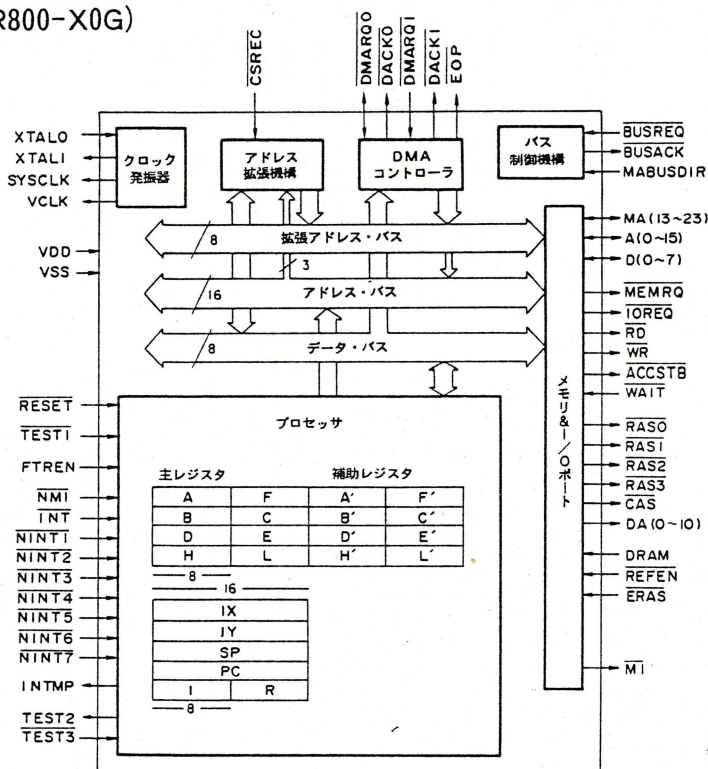 R800-X0G)
CSREC
DMARQ0
DACK0
DMARQ1
DACK1
EOP
XTAL0
XTAL1
SYSCLK
VCLK
クロック
発振器
アドレス
拡張機構
DMA
コントローラ
バス
制御機構
BUSREQ
BUSACK
MABUSDIR
VDD
VSS
8
拡張アドレス・バス
3
16
アドレス・バス
8
データ・バス
MA(13~23)
A(0~15)
D(0~7)
MEMRQ
IOREQ
RD
WR
ACCSTB
WAIT
RAS0
RAS1
RAS2
RAS3
CAS
DA(0~10)
DRAM
REFEN
ERAS
M1
メモリ&I/Oポート
RESET
TEST1
FTREN
NMI
INT
NINT1
NINT2
NINT3
NINT4
NINT5
NINT6
NINT7
INTMP
TEST2
TEST3
プロセッサ
主レジスタ 補助レジスタ
A F A′ F′
B C B′ C′
D E D′ E′
H L H′ L′
8
16
IX
IY
SP
PC
I R
8